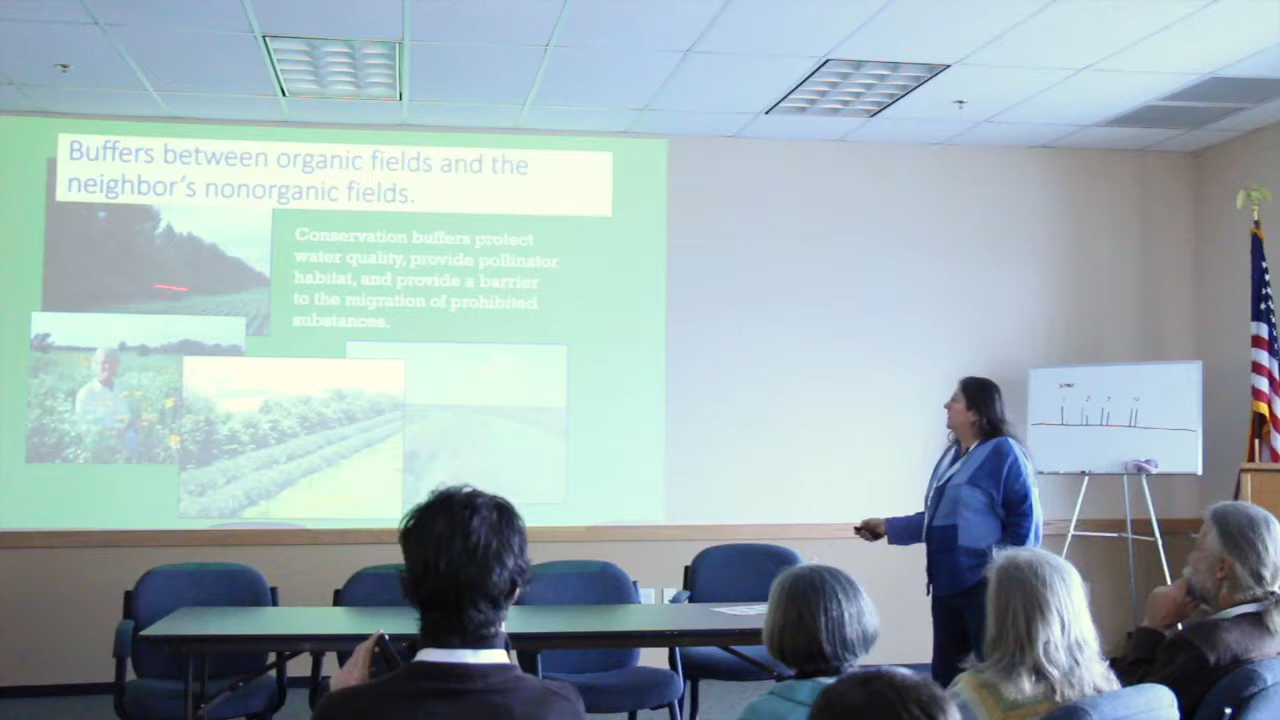 Buffers between organic fields and the
neighbor's nonorganic fields.
Conservation buffers protect
water quality, provide pollinator
habitat, and provide a barrier
to the migration of prohibited
substances.